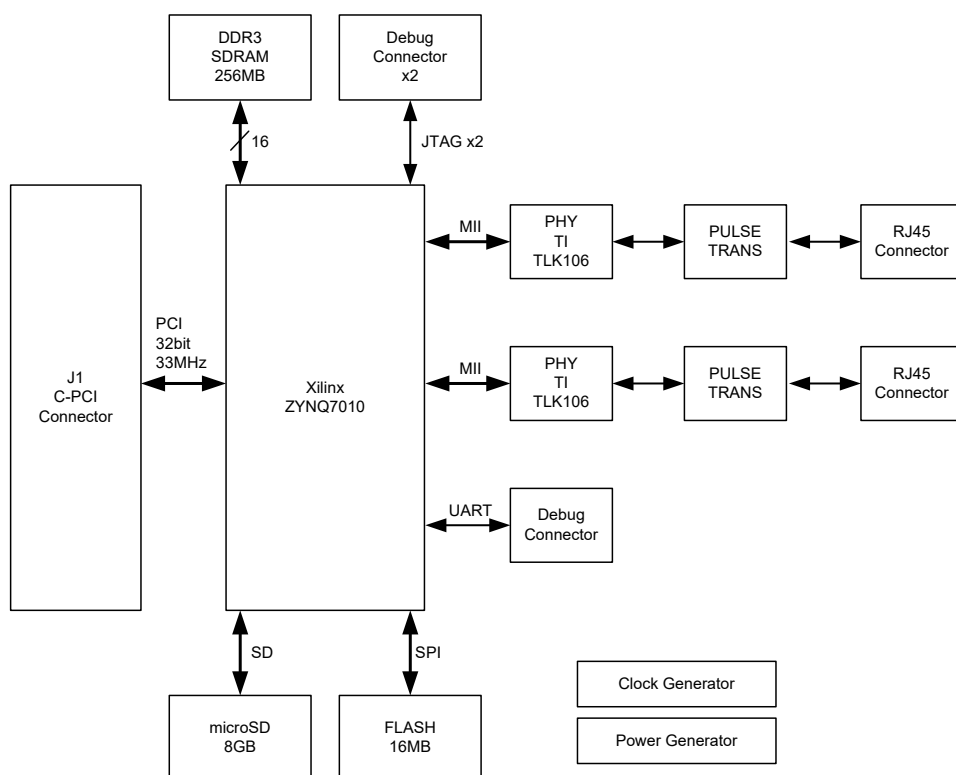 DDR3
SDRAM
256MB
Debug
Connector
x2
16
JTAG x2
J1
C-PCI
Connector
PCI
32bit
33MHz
Xilinx
ZYNQ7010
MII
PHY
TI
TLK106
PULSE
TRANS
RJ45
Connector
MII
PHY
TI
TLK106
PULSE
TRANS
RJ45
Connector
UART
Debug
Connector
SD
SPI
microSD
8GB
FLASH
16MB
Clock Generator
Power Generator